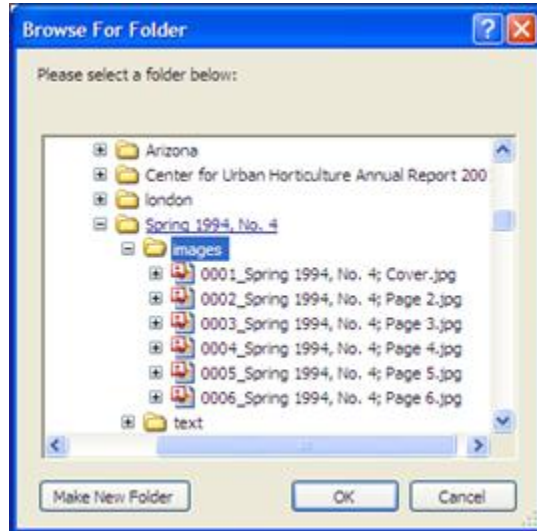 Browse For Folder
Please select a folder below:
Arizona
Center for Urban Horticulture Annual Report 200
london
Spring 1994, No. 4
images
0001_Spring 1994, No. 4; Cover.jpg
0002_Spring 1994, No. 4; Page 2.jpg
0003_Spring 1994, No. 4; Page 3.jpg
0004_Spring 1994, No. 4; Page 4.jpg
0005_Spring 1994, No. 4; Page 5.jpg
0006_Spring 1994, No. 4; Page 6.jpg
text
Make New Folder OK Cancel